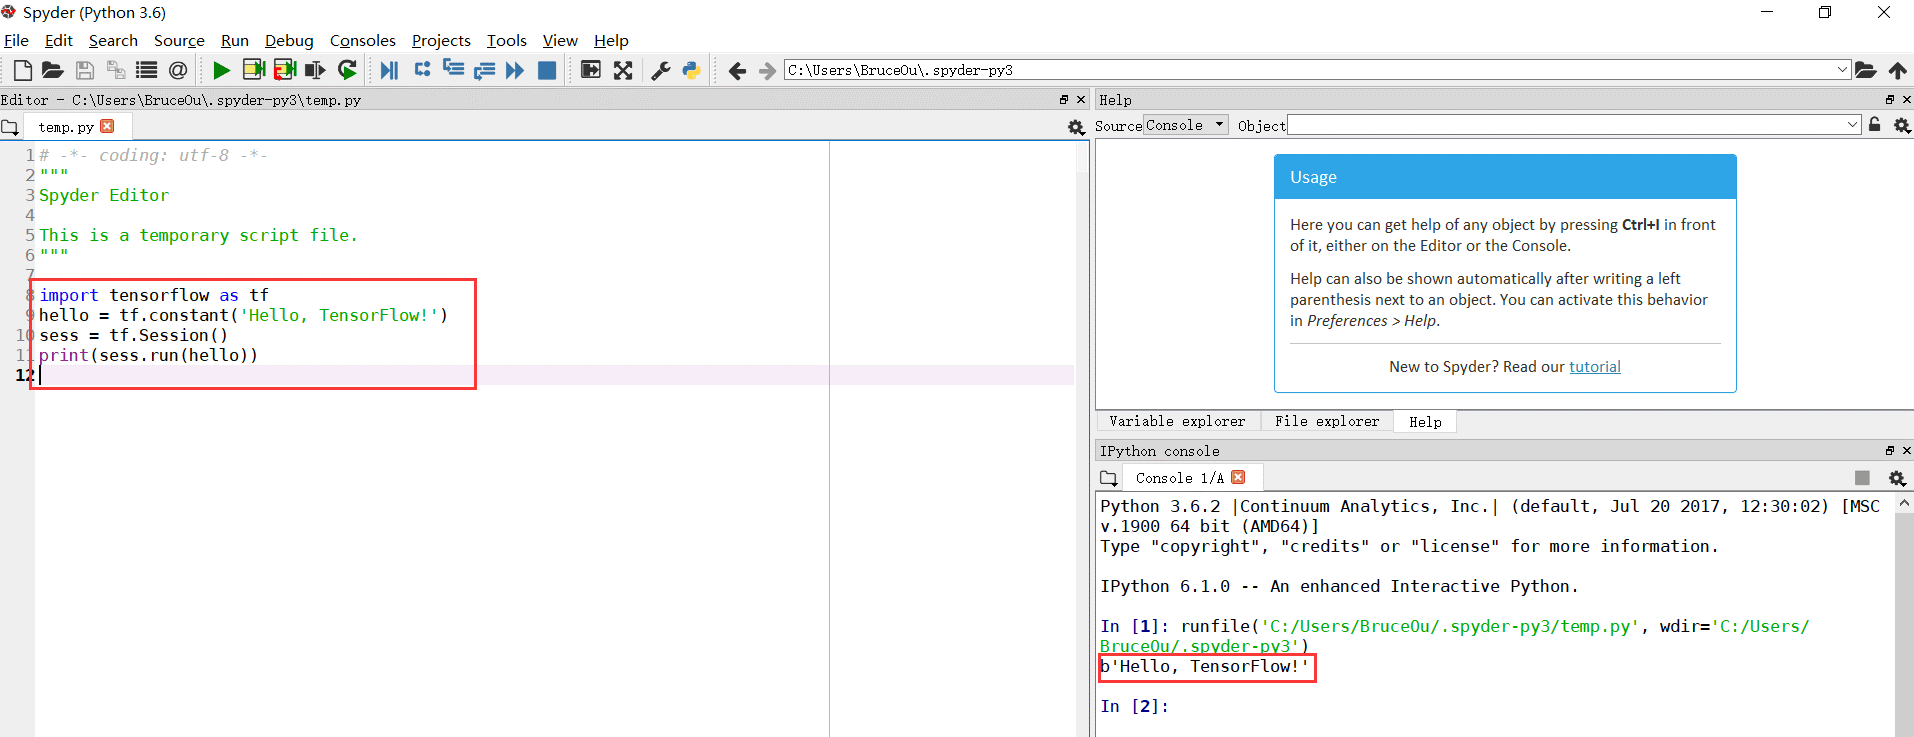 Spyder (Python 3.6)
File Edit Search Source Run Debug Consoles Projects Tools View Help
C:\Users\BruceOu\.spyder-py3
Editor - C:\Users\BruceOu\.spyder-py3\temp.py
temp.py
1 # -*- coding: utf-8 -*-
2 """
3 Spyder Editor
4
5 This is a temporary script file.
6 """
7
8 import tensorflow as tf
9 hello = tf.constant('Hello, TensorFlow!')
10 sess = tf.Session()
11 print(sess.run(hello))
12
Help
Source Console Object
Usage
Here you can get help of any object by pressing Ctrl+I in front
of it, either on the Editor or the Console.
Help can also be shown automatically after writing a left
parenthesis next to an object. You can activate this behavior
in Preferences > Help.
New to Spyder? Read our tutorial
Variable explorer File explorer Help
IPython console
Console 1/A
Python 3.6.2 |Continuum Analytics, Inc.| (default, Jul 20 2017, 12:30:02) [MSC
v.1900 64 bit (AMD64)]
Type "copyright", "credits" or "license" for more information.
IPython 6.1.0 -- An enhanced Interactive Python.
In [1]: runfile('C:/Users/BruceOu/.spyder-py3/temp.py', wdir='C:/Users/
BruceOu/.spyder-py3')
b'Hello, TensorFlow!'
In [2]: